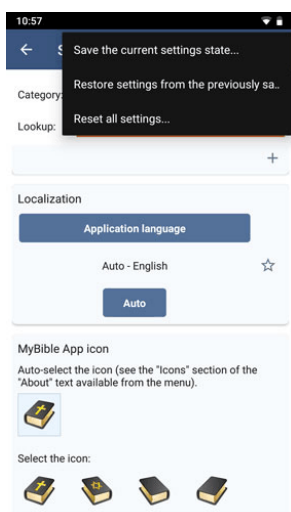 10:57
S
Save the current settings state...
Restore settings from the previously sa..
Reset all settings...
Category:
Lookup:
+
Localization
Application language
Auto - English
Auto
MyBible App icon
Auto-select the icon (see the "Icons" section of the
"About" text available from the menu).
Select the icon: